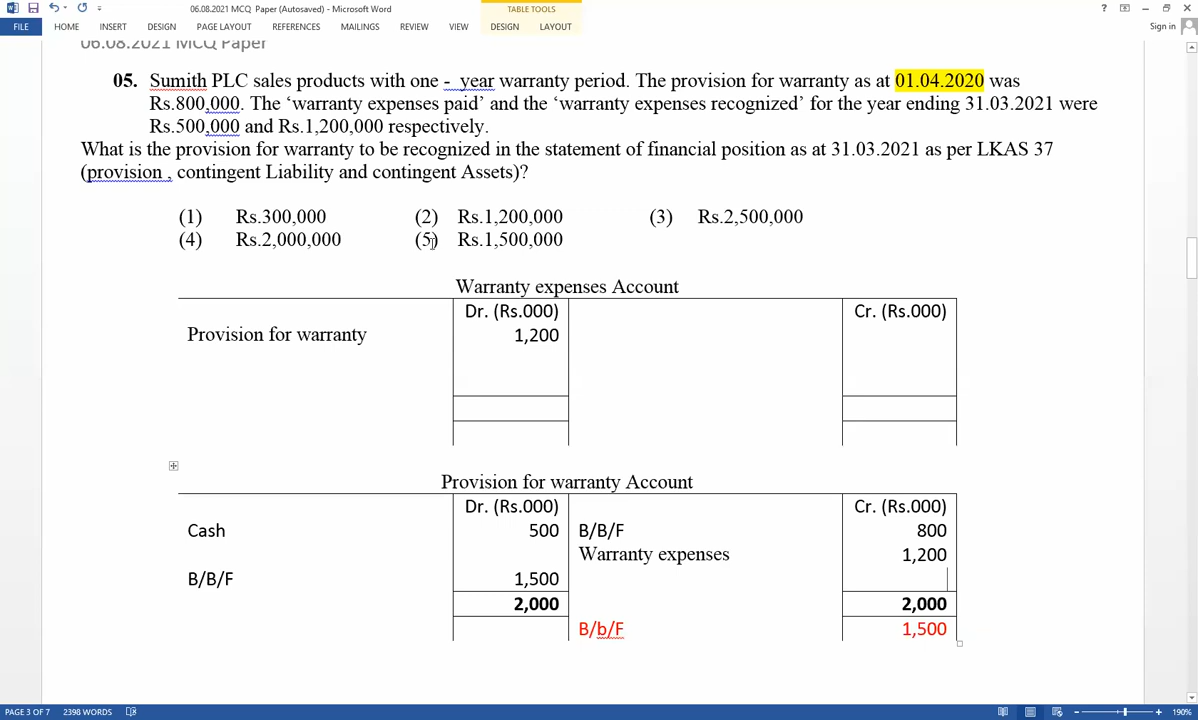 06.08.2021 MCQ Paper (Autosaved) - Microsoft Word
TABLE TOOLS
?
FILE HOME INSERT DESIGN PAGE LAYOUT REFERENCES MAILINGS REVIEW VIEW DESIGN LAYOUT Sign in
06.08.2021 MCQ Paper
05. Sumith PLC sales products with one - year warranty period. The provision for warranty as at 01.04.2020 was
Rs.800,000. The ‘warranty expenses paid’ and the ‘warranty expenses recognized’ for the year ending 31.03.2021 were
Rs.500,000 and Rs.1,200,000 respectively.
What is the provision for warranty to be recognized in the statement of financial position as at 31.03.2021 as per LKAS 37
(provision , contingent Liability and contingent Assets)?
(1) Rs.300,000 (2) Rs.1,200,000 (3) Rs.2,500,000
(4) Rs.2,000,000 (5) Rs.1,500,000
Warranty expenses Account
Dr. (Rs.000) Cr. (Rs.000)
Provision for warranty 1,200
Provision for warranty Account
Dr. (Rs.000) Cr. (Rs.000)
Cash 500 B/B/F 800
Warranty expenses 1,200
B/B/F 1,500
2,000 2,000
B/b/F 1,500
PAGE 3 OF 7 2398 WORDS 190%